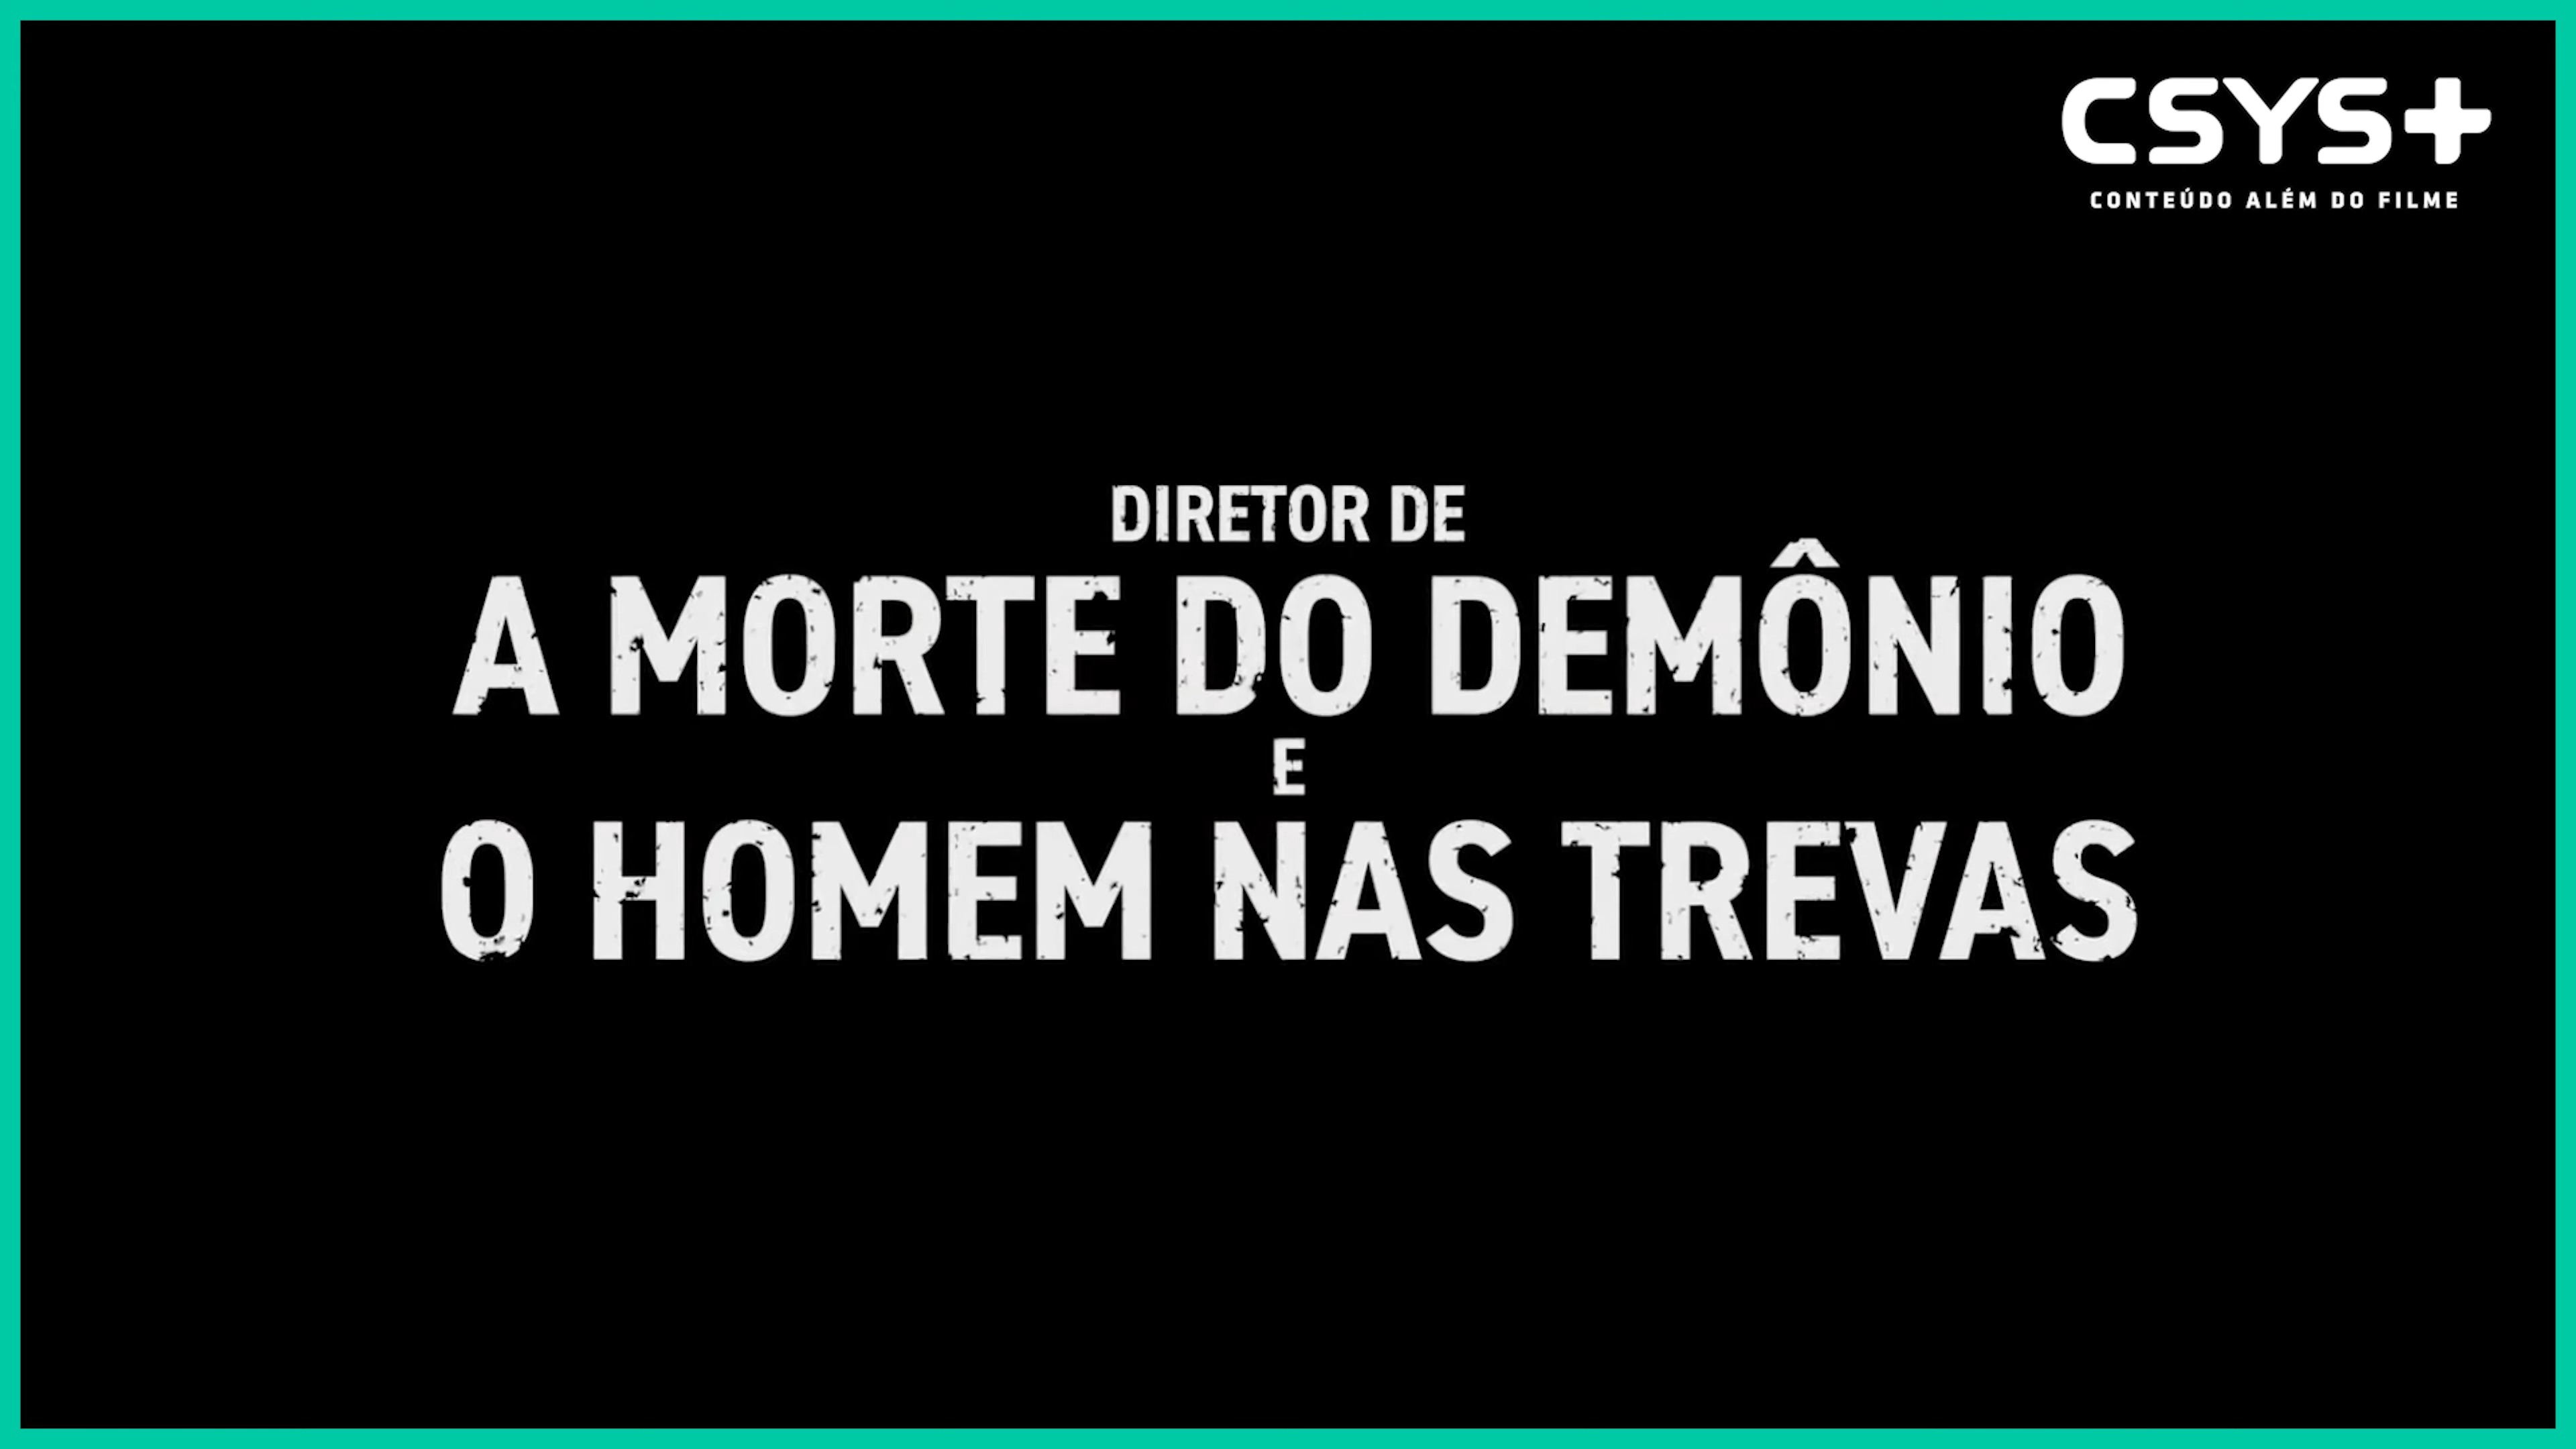 CSYS+
CONTEÚDO ALÉM DO FILME
DIRETOR DE
A MORTE DO DEMÔNIO
E
O HOMEM NAS TREVAS